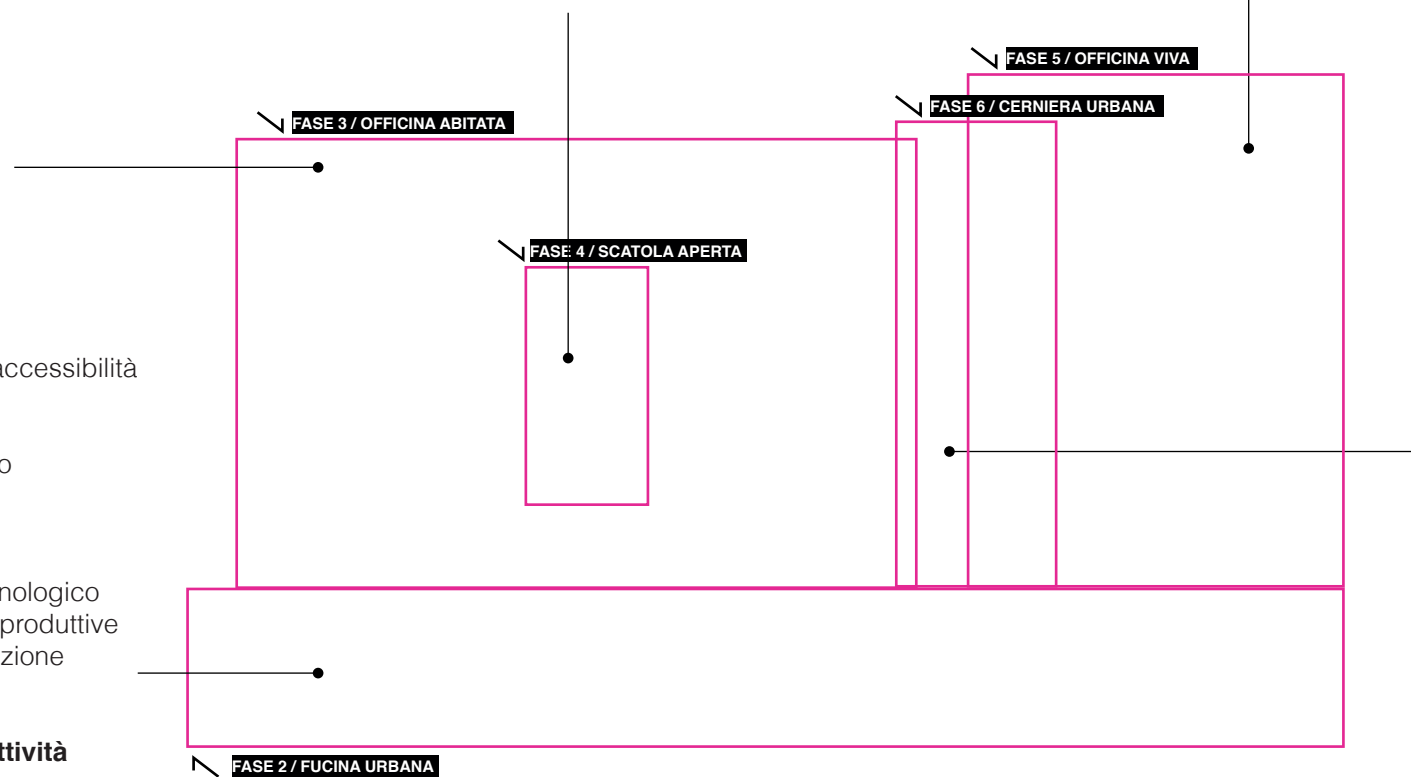 FASE 5 / OFFICINA VIVA
FASE 6 / CERNIERA URBANA
FASE 3 / OFFICINA ABITATA
FASE 4 / SCATOLA APERTA
accessibilità
o
nologico
produttive
zione
ttività
FASE 2 / FUCINA URBANA